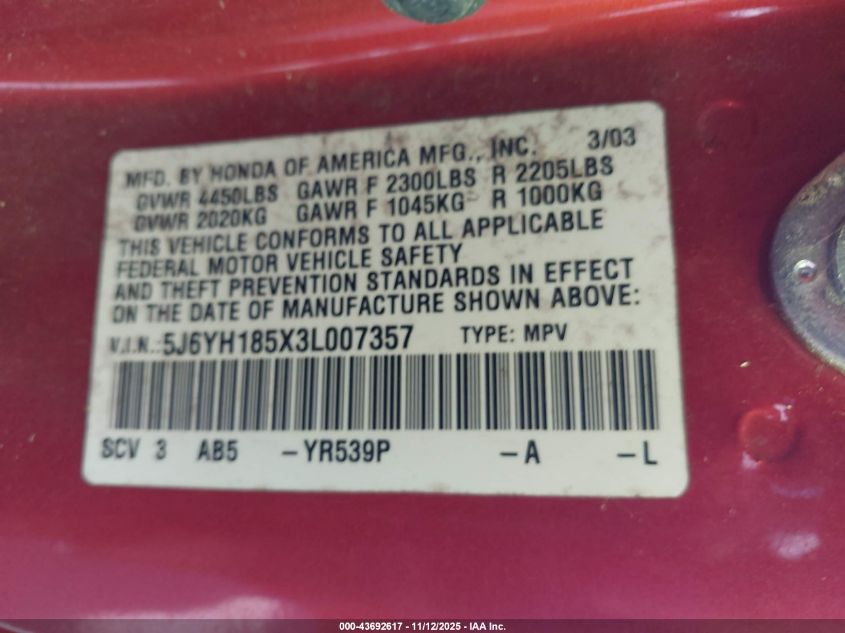 MFD. BY HONDA OF AMERICA MFG., INC. 3/03
GVWR 4450LBS GAWR F 2300LBS R 2205LBS
GVWR 2020KG GAWR F 1045KG R 1000KG
THIS VEHICLE CONFORMS TO ALL APPLICABLE
FEDERAL MOTOR VEHICLE SAFETY
AND THEFT PREVENTION STANDARDS IN EFFECT
ON THE DATE OF MANUFACTURE SHOWN ABOVE:
V.I.N.:5J6YH185X3L007357 TYPE: MPV
SCV 3 AB5 -YR539P -A -L
000-43692617 - 11/12/2025 - IAA Inc.